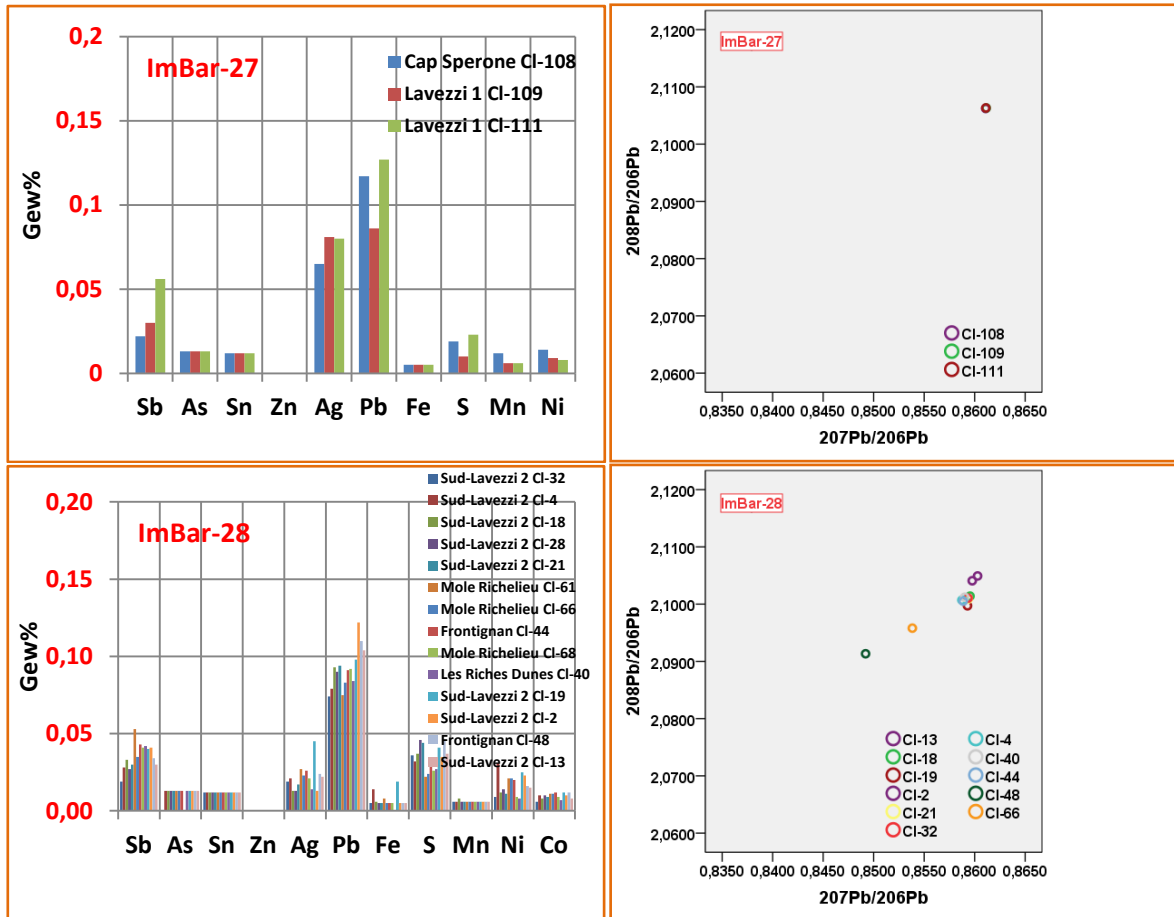 0,2
0,15
0,1
0,05
0
Gew%
ImBar-27
Cap Sperone Cl-108
Lavezzi 1 Cl-109
Lavezzi 1 Cl-111
Sb As Sn Zn Ag Pb Fe S Mn Ni
2,1200
2,1100
2,1000
2,0900
2,0800
2,0700
2,0600
208Pb/206Pb
ImBar-27
Cl-108
Cl-109
Cl-111
0,8350 0,8400 0,8450 0,8500 0,8550 0,8600 0,8650
207Pb/206Pb
0,20
0,15
0,10
0,05
0,00
Gew%
ImBar-28
Sud-Lavezzi 2 Cl-32
Sud-Lavezzi 2 Cl-4
Sud-Lavezzi 2 Cl-18
Sud-Lavezzi 2 Cl-28
Sud-Lavezzi 2 Cl-21
Mole Richelieu Cl-61
Mole Richelieu Cl-66
Frontignan Cl-44
Mole Richelieu Cl-68
Les Riches Dunes Cl-40
Sud-Lavezzi 2 Cl-19
Sud-Lavezzi 2 Cl-2
Frontignan Cl-48
Sud-Lavezzi 2 Cl-13
Sb As Sn Zn Ag Pb Fe S Mn Ni Co
2,1200
2,1100
2,1000
2,0900
2,0800
2,0700
2,0600
208Pb/206Pb
ImBar-28
Cl-13 Cl-4
Cl-18 Cl-40
Cl-19 Cl-44
Cl-2 Cl-48
Cl-21 Cl-66
Cl-32
0,8350 0,8400 0,8450 0,8500 0,8550 0,8600 0,8650
207Pb/206Pb